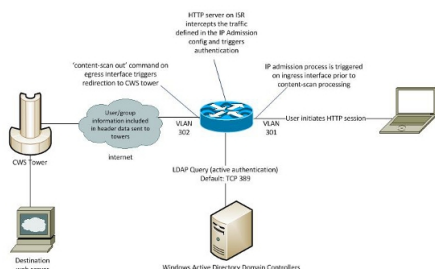 HTTP server on ISR
intercepts the traffic
defined in the IP Admission
config and triggers
authentication
'content-scan out' command on
egress interface triggers
redirection to CWS tower
IP admission process is triggered
on ingress interface prior to
content-scan processing
User/group
information included
in header data sent to
towers
VLAN
302
VLAN
301
User initiates HTTP session
CWS Tower
internet
LDAP Query (active authentication)
Default: TCP 389
Destination
web server
Windows Active Directory Domain Controllers